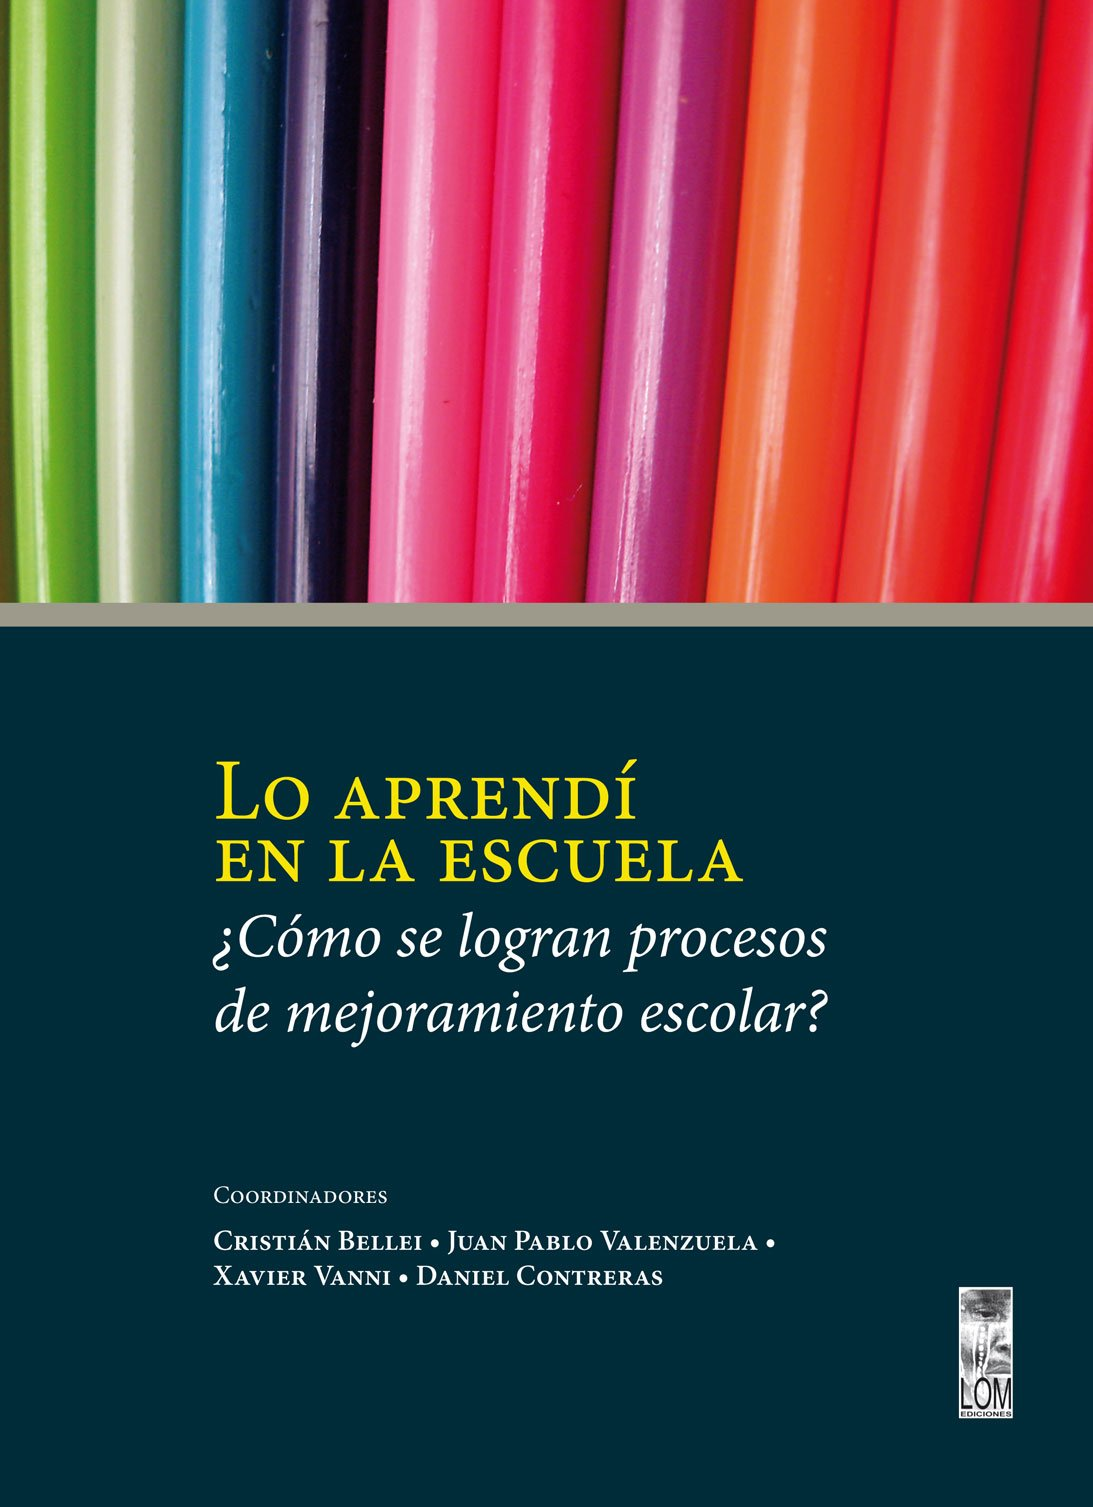 Lo aprendí
en la escuela
¿Cómo se logran procesos
de mejoramiento escolar?
Coordinadores
Cristián Bellei • Juan Pablo Valenzuela •
Xavier Vanni • Daniel Contreras
LOM
EDICIONES